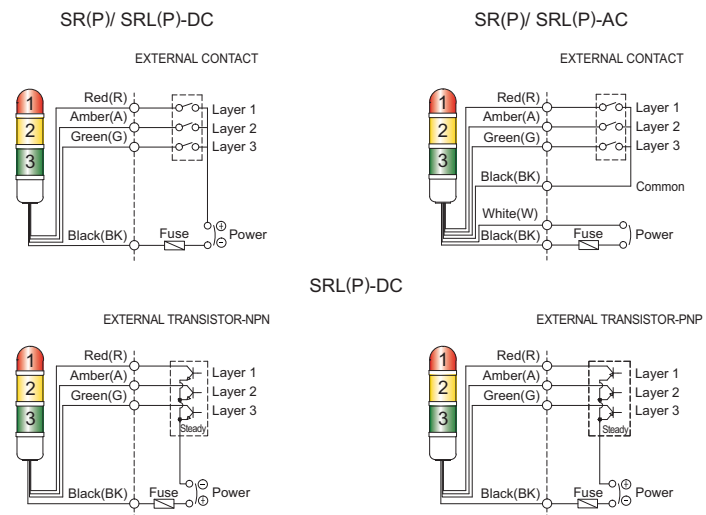 SR(P)/ SRL(P)-DC
EXTERNAL CONTACT
1
2
3
Red(R)
Amber(A)
Green(G)
Layer 1
Layer 2
Layer 3
Black(BK)
Fuse
⊕
⊖
Power
SR(P)/ SRL(P)-AC
EXTERNAL CONTACT
1
2
3
Red(R)
Amber(A)
Green(G)
Layer 1
Layer 2
Layer 3
Black(BK)
Common
White(W)
Black(BK)
Fuse
Power
SRL(P)-DC
EXTERNAL TRANSISTOR-NPN
1
2
3
Red(R)
Amber(A)
Green(G)
Layer 1
Layer 2
Layer 3
Steady
Black(BK)
Fuse
⊖
⊕
Power
EXTERNAL TRANSISTOR-PNP
1
2
3
Red(R)
Amber(A)
Green(G)
Layer 1
Layer 2
Layer 3
Steady
Black(BK)
Fuse
⊕
⊖
Power